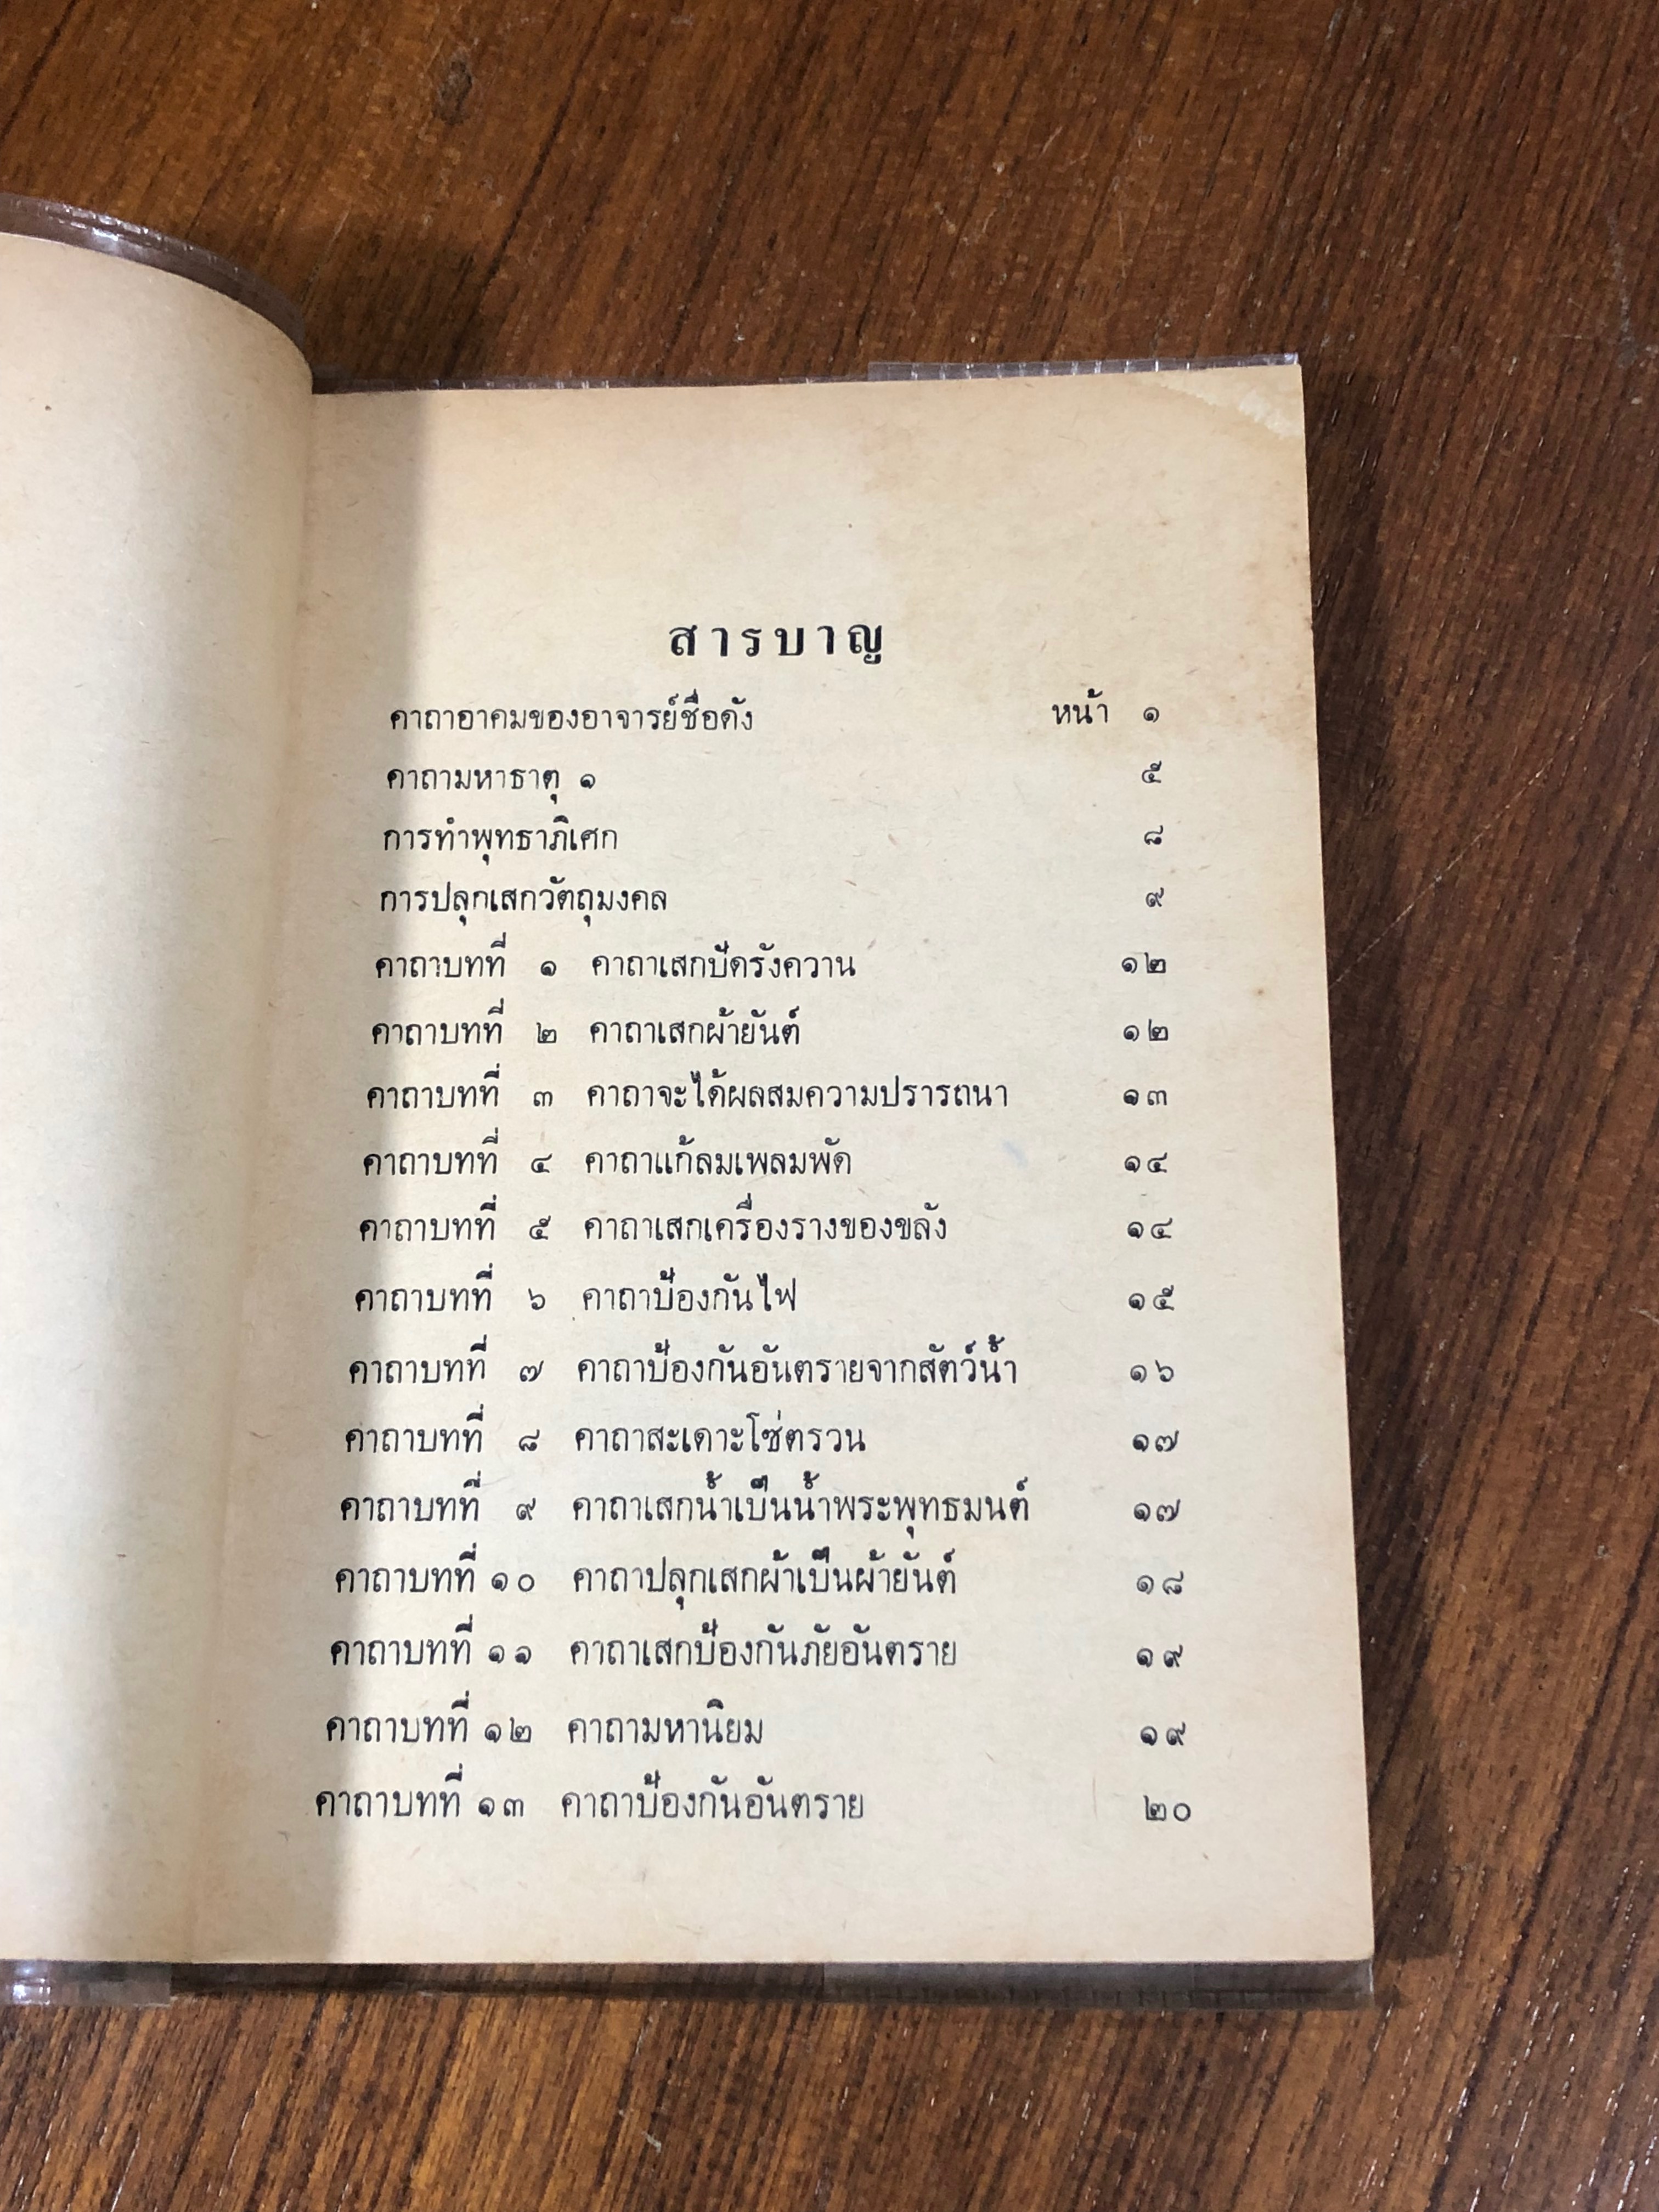 สารบาญ
คาถาอาคมของอาจารย์ชื่อดัง หน้า ๑
คาถามหาธาตุ ๑ ๕
การทำพุทธาภิเศก ๘
การปลุกเสกวัตถุมงคล ๙
คาถาบทที่ ๑ คาถาเสกปัดรังควาน ๑๒
คาถาบทที่ ๒ คาถาเสกผ้ายันต์ ๑๒
คาถาบทที่ ๓ คาถาจะได้ผลสมความปรารถนา ๑๓
คาถาบทที่ ๔ คาถาแก้ลมเพลมพัด ๑๔
คาถาบทที่ ๕ คาถาเสกเครื่องรางของขลัง ๑๔
คาถาบทที่ ๖ คาถาป้องกันไฟ ๑๕
คาถาบทที่ ๗ คาถาป้องกันอันตรายจากสัตว์น้ำ ๑๖
คาถาบทที่ ๘ คาถาสะเดาะโซ่ตรวน ๑๗
คาถาบทที่ ๙ คาถาเสกน้ำเป็นน้ำพระพุทธมนต์ ๑๗
คาถาบทที่ ๑๐ คาถาปลุกเสกผ้าเป็นผ้ายันต์ ๑๘
คาถาบทที่ ๑๑ คาถาเสกป้องกันภัยอันตราย ๑๙
คาถาบทที่ ๑๒ คาถามหานิยม ๑๙
คาถาบทที่ ๑๓ คาถาป้องกันอันตราย ๒๐